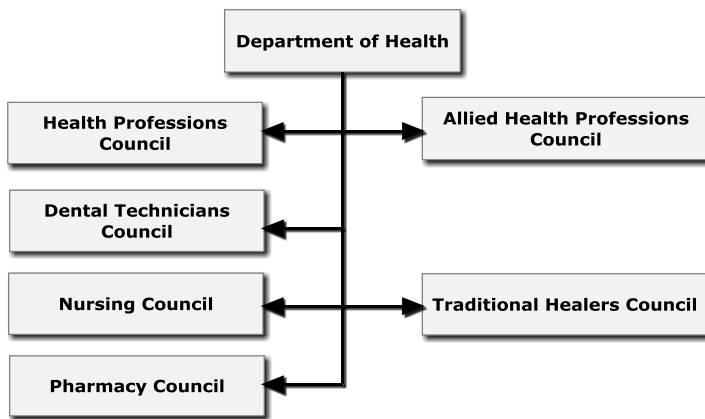 Department of Health
Health Professions
Council
Allied Health Professions
Council
Dental Technicians
Council
Nursing Council
Traditional Healers Council
Pharmacy Council